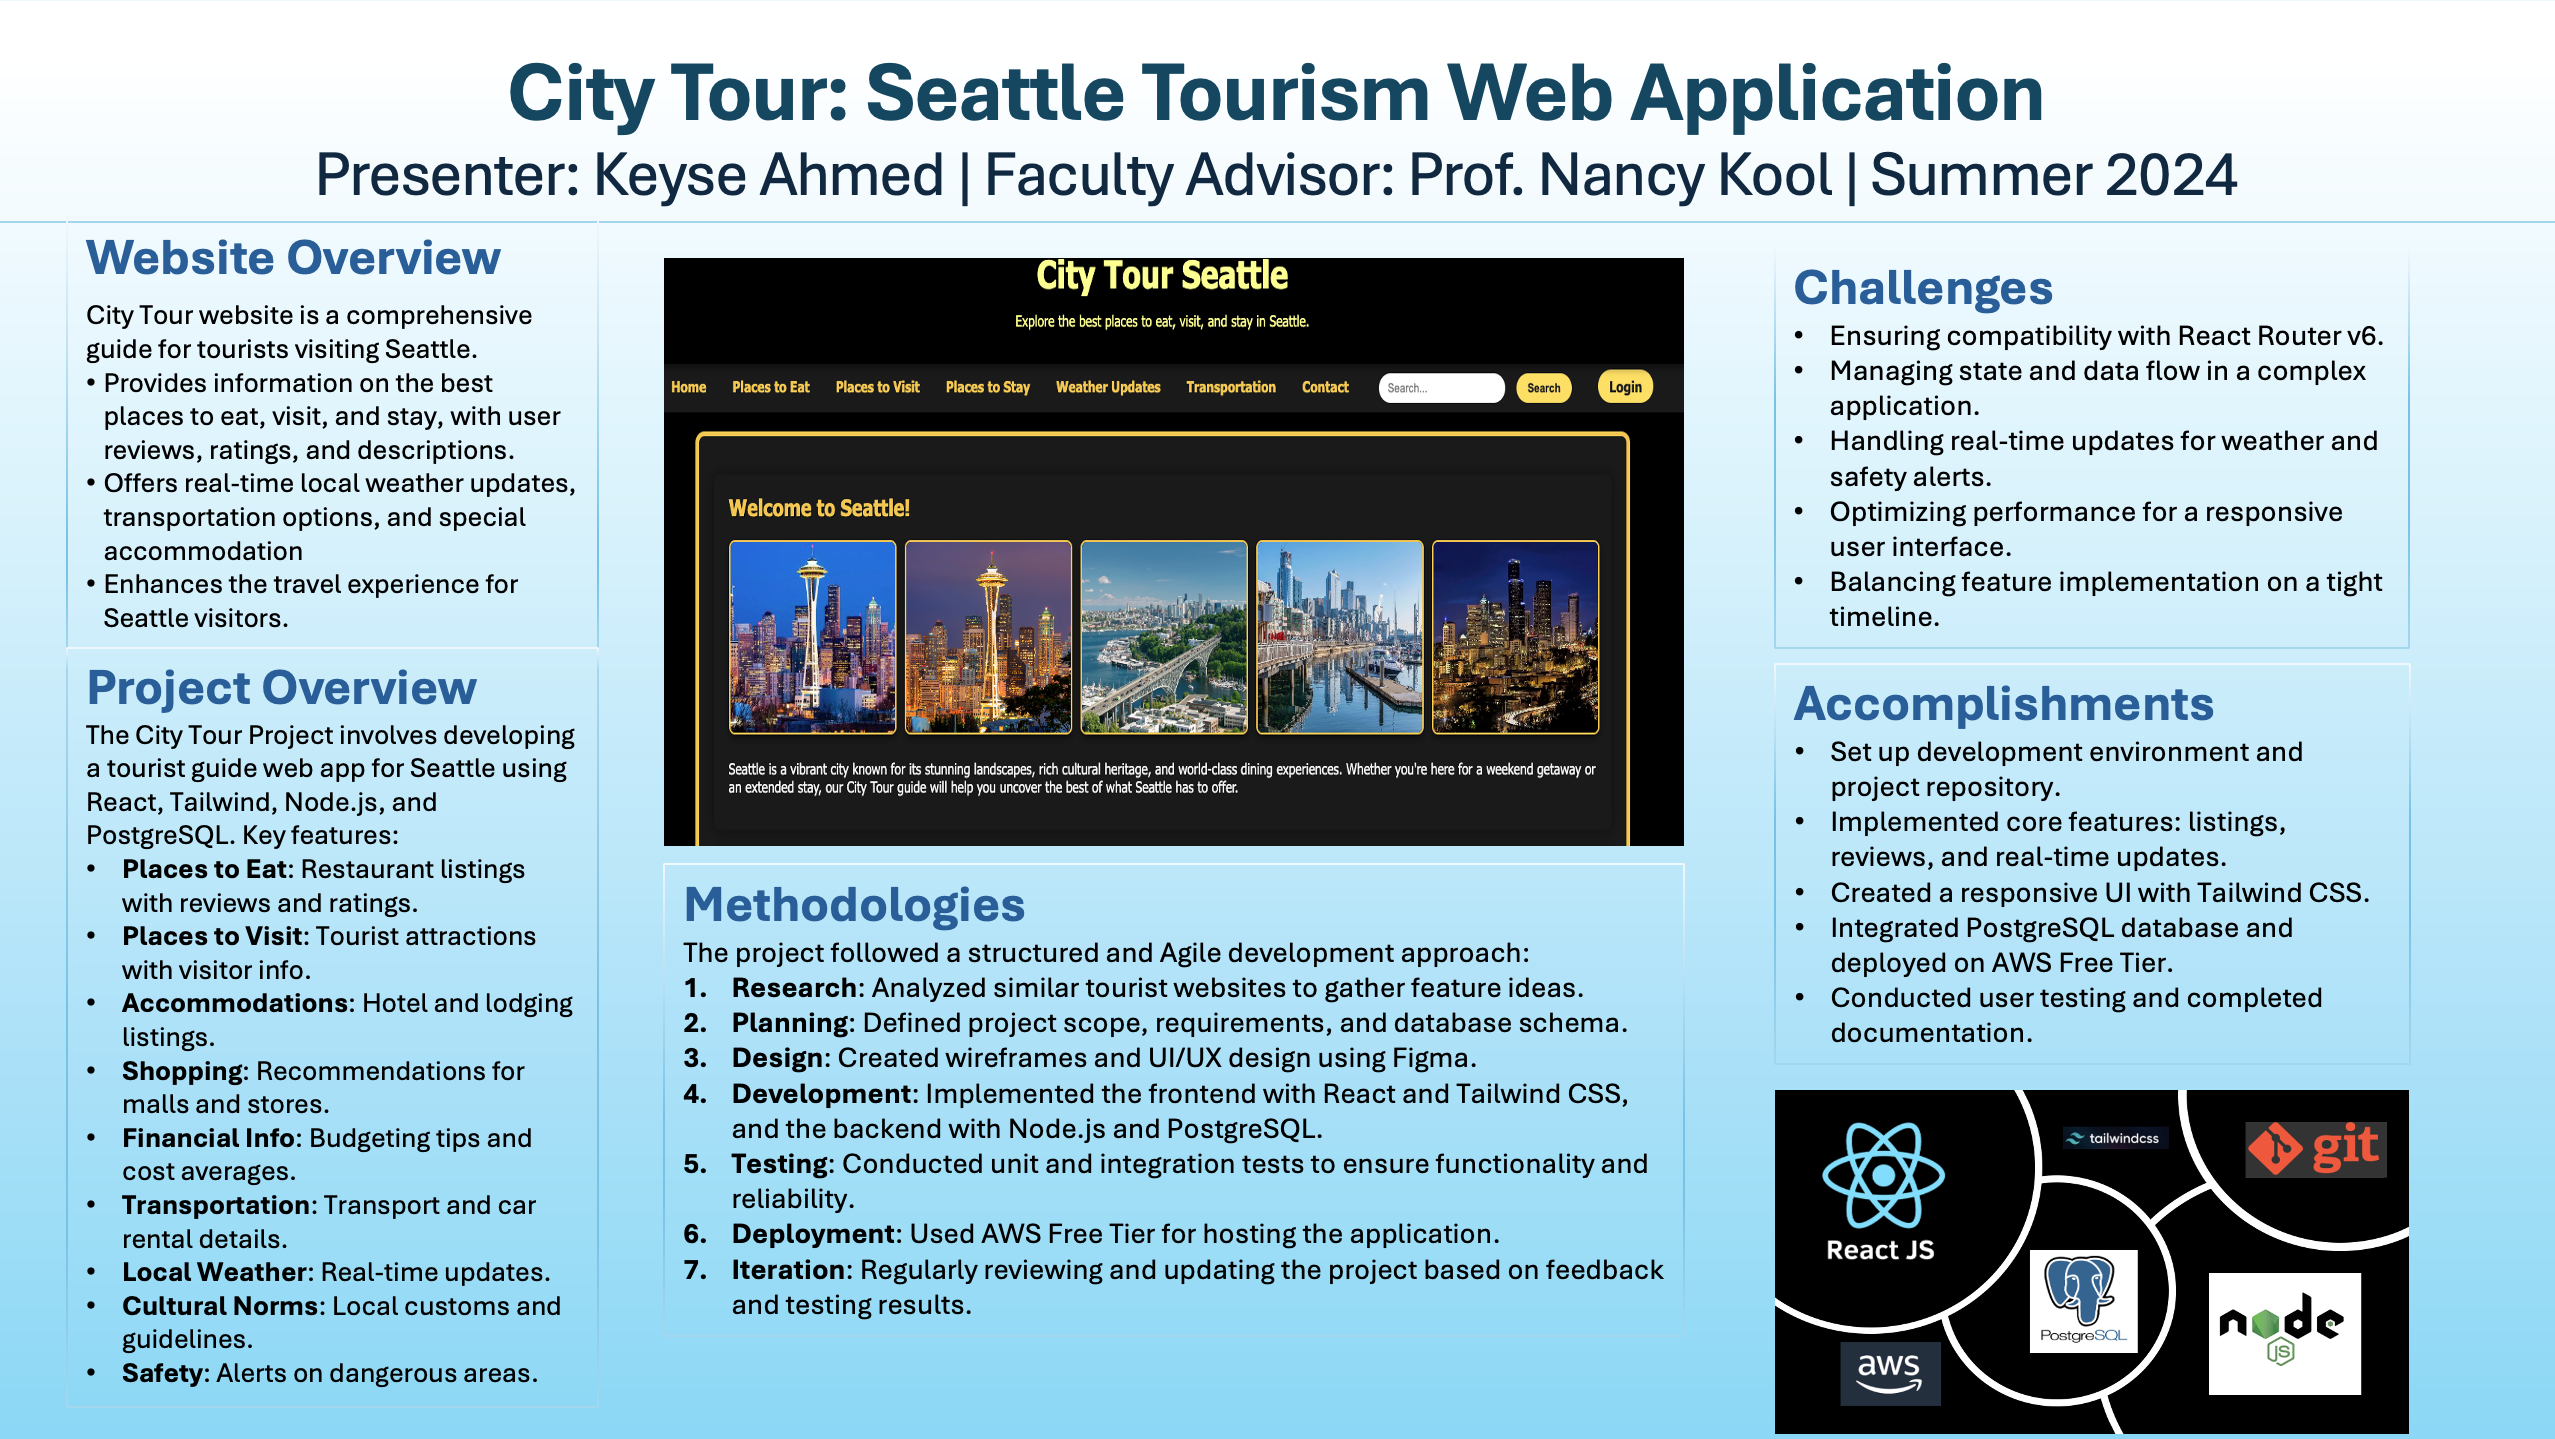 City Tour: Seattle Tourism Web Application
Presenter: Keyse Ahmed | Faculty Advisor: Prof. Nancy Kool | Summer 2024
Website Overview
City Tour website is a comprehensive
guide for tourists visiting Seattle.
• Provides information on the best
places to eat, visit, and stay, with user
reviews, ratings, and descriptions.
• Offers real-time local weather updates,
transportation options, and special
accommodation
• Enhances the travel experience for
Seattle visitors.
Project Overview
The City Tour Project involves developing
a tourist guide web app for Seattle using
React, Tailwind, Node.js, and
PostgreSQL. Key features:
• Places to Eat: Restaurant listings
with reviews and ratings.
• Places to Visit: Tourist attractions
with visitor info.
• Accommodations: Hotel and lodging
listings.
• Shopping: Recommendations for
malls and stores.
• Financial Info: Budgeting tips and
cost averages.
• Transportation: Transport and car
rental details.
• Local Weather: Real-time updates.
• Cultural Norms: Local customs and
guidelines.
• Safety: Alerts on dangerous areas.
City Tour Seattle
Explore the best places to eat, visit, and stay in Seattle.
Home Places to Eat Places to Visit Places to Stay Weather Updates Transportation Contact Search... Search Login
Welcome to Seattle!
Seattle is a vibrant city known for its stunning landscapes, rich cultural heritage, and world-class dining experiences. Whether you're here for a weekend getaway or
an extended stay, our City Tour guide will help you uncover the best of what Seattle has to offer.
Methodologies
The project followed a structured and Agile development approach:
1. Research: Analyzed similar tourist websites to gather feature ideas.
2. Planning: Defined project scope, requirements, and database schema.
3. Design: Created wireframes and UI/UX design using Figma.
4. Development: Implemented the frontend with React and Tailwind CSS,
and the backend with Node.js and PostgreSQL.
5. Testing: Conducted unit and integration tests to ensure functionality and
reliability.
6. Deployment: Used AWS Free Tier for hosting the application.
7. Iteration: Regularly reviewing and updating the project based on feedback
and testing results.
Challenges
• Ensuring compatibility with React Router v6.
• Managing state and data flow in a complex
application.
• Handling real-time updates for weather and
safety alerts.
• Optimizing performance for a responsive
user interface.
• Balancing feature implementation on a tight
timeline.
Accomplishments
• Set up development environment and
project repository.
• Implemented core features: listings,
reviews, and real-time updates.
• Created a responsive UI with Tailwind CSS.
• Integrated PostgreSQL database and
deployed on AWS Free Tier.
• Conducted user testing and completed
documentation.
React JS
tailwindcss
git
PostgreSQL
node
JS
aws